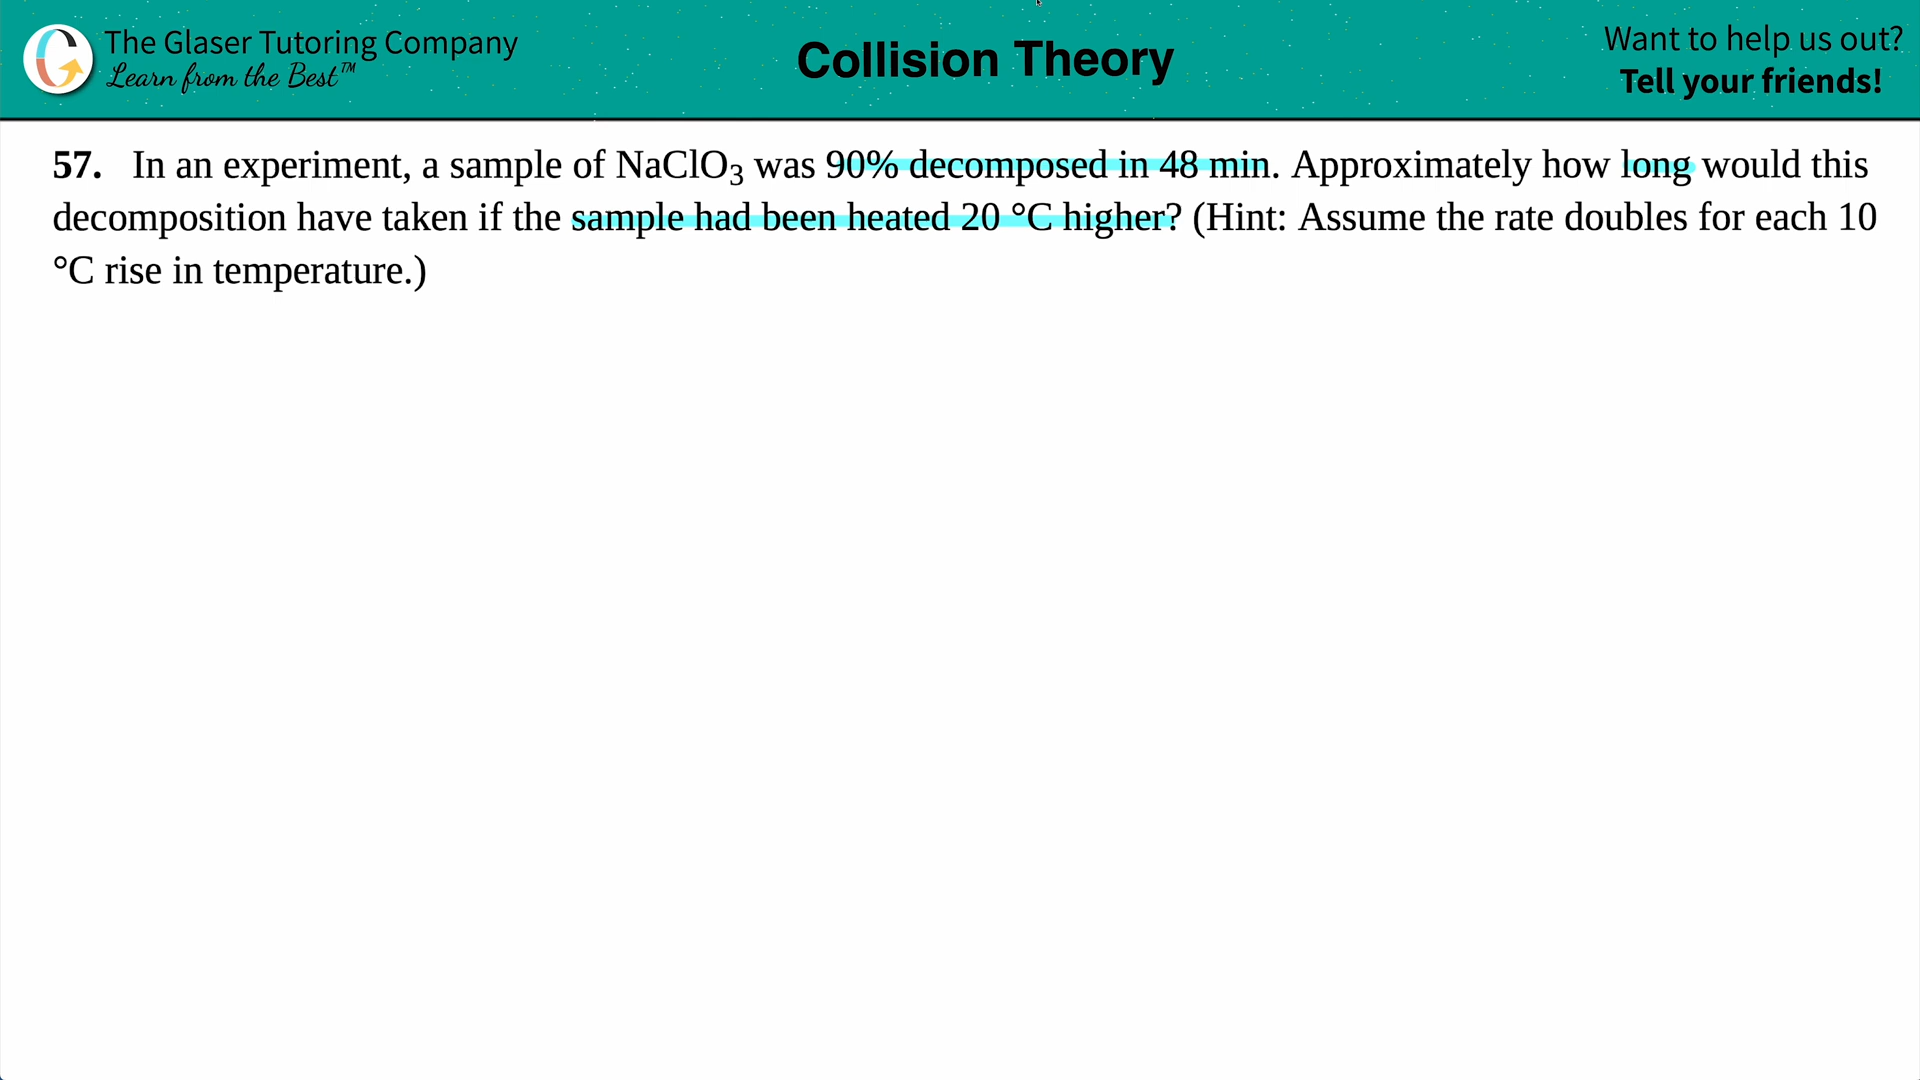 The Glaser Tutoring Company
Learn from the Best™
Collision Theory
Want to help us out?
Tell your friends!
57. In an experiment, a sample of NaClO₃ was 90% decomposed in 48 min. Approximately how long would this
decomposition have taken if the sample had been heated 20 °C higher? (Hint: Assume the rate doubles for each 10
°C rise in temperature.)